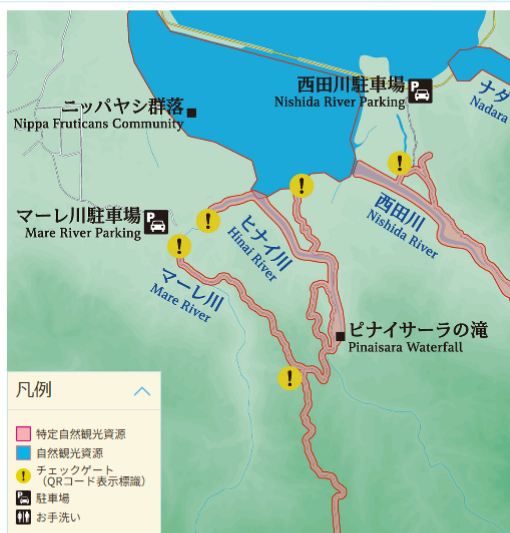 西田川駐車場
Nishida River Parking
ナダ
Nadara
ニッパヤシ群落
Nippa Fruticans Community
マーレ川駐車場
Mare River Parking
ヒナイ川
Hinai River
西田川
Nishida River
マーレ川
Mare River
ピナイサーラの滝
Pinaisara Waterfall
凡例
特定自然観光資源
自然観光資源
チェックゲート
(QRコード表示標識)
駐車場
お手洗い